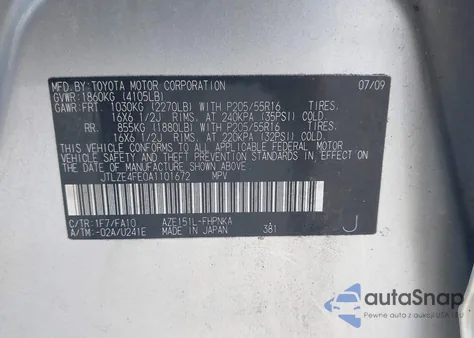 MFD. BY: TOYOTA MOTOR CORPORATION 07/09
GVWR: 1860KG (4105LB)
GAWR: FRT. 1030KG (2270LB) WITH P205/55R16 TIRES,
16X6 1/2J RIMS, AT 240KPA (35PSI) COLD
RR. 855KG (1880LB) WITH P205/55R16 TIRES,
16X6 1/2J RIMS, AT 220KPA (32PSI) COLD
THIS VEHICLE CONFORMS TO ALL APPLICABLE FEDERAL MOTOR
VEHICLE SAFETY AND THEFT PREVENTION STANDARDS IN EFFECT ON
THE DATE OF MANUFACTURE SHOWN ABOVE.
JTLZE4FE0A1101672 MPV
C/TR: 1F7/FA10 AZE151L-FHPNKA
A/TM: -02A/U241E MADE IN JAPAN 381 J
autoSnap
Pewne auta z